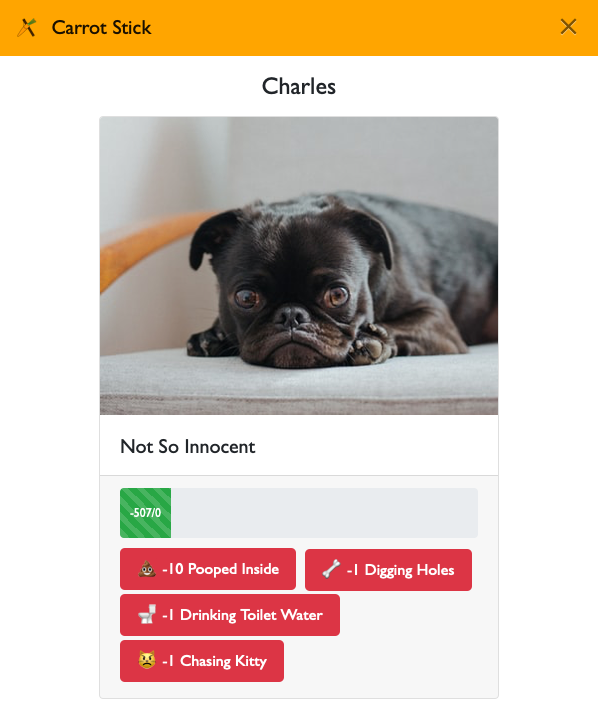 Carrot Stick
Charles
Not So Innocent
-507/0
💩 -10 Pooped Inside
🦴 -1 Digging Holes
🚽 -1 Drinking Toilet Water
😾 -1 Chasing Kitty